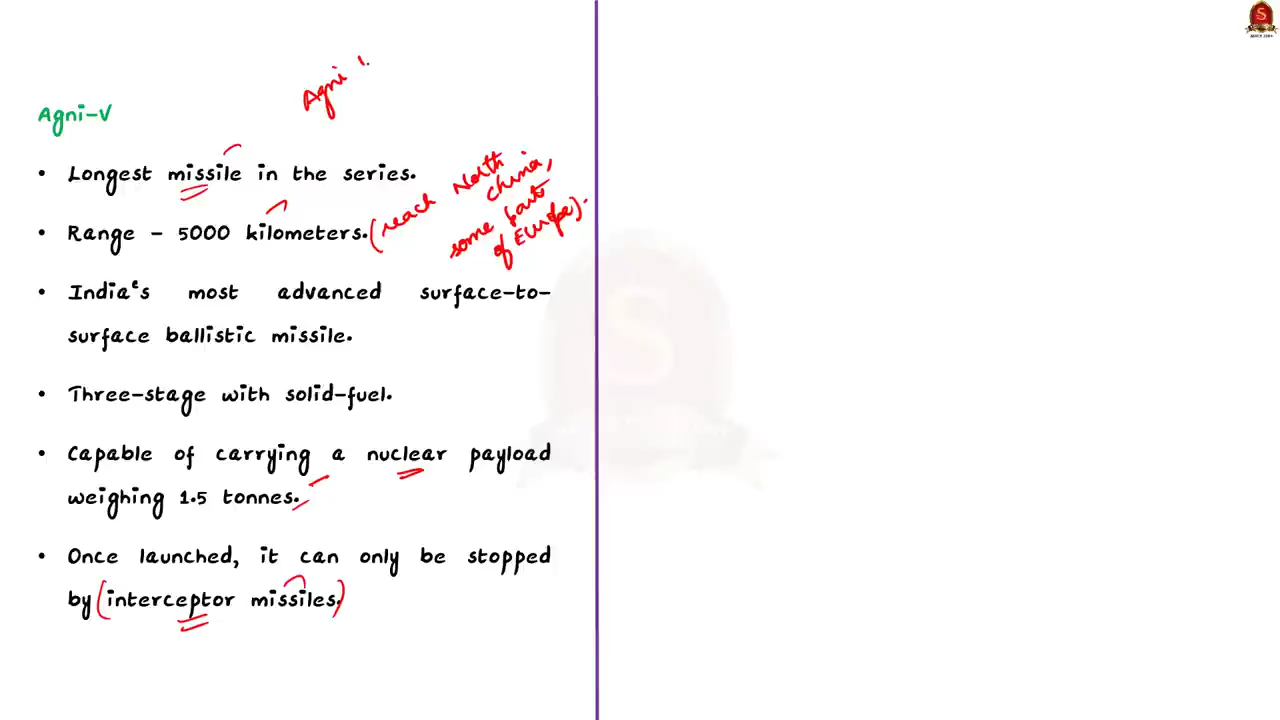 Agni
Agni-V
• Longest missile in the series.
• Range - 5000 kilometers. (reach North
china,
some parts
of Europe).
• India's most advanced surface-to-
surface ballistic missile.
• Three-stage with solid-fuel.
• Capable of carrying a nuclear payload
weighing 1.5 tonnes.
• Once launched, it can only be stopped
by (interceptor missiles.)